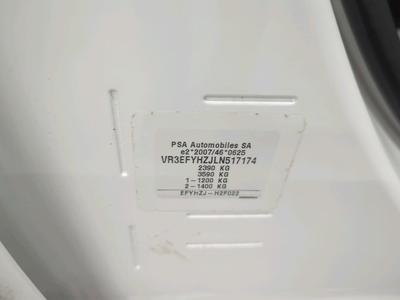 PSA Automobiles SA
e2*2007/46*0625
VR3EFYHZJLN517174
2390 KG
3590 KG
1-1200 KG
2-1400 KG
EFYHZJ-H2F022